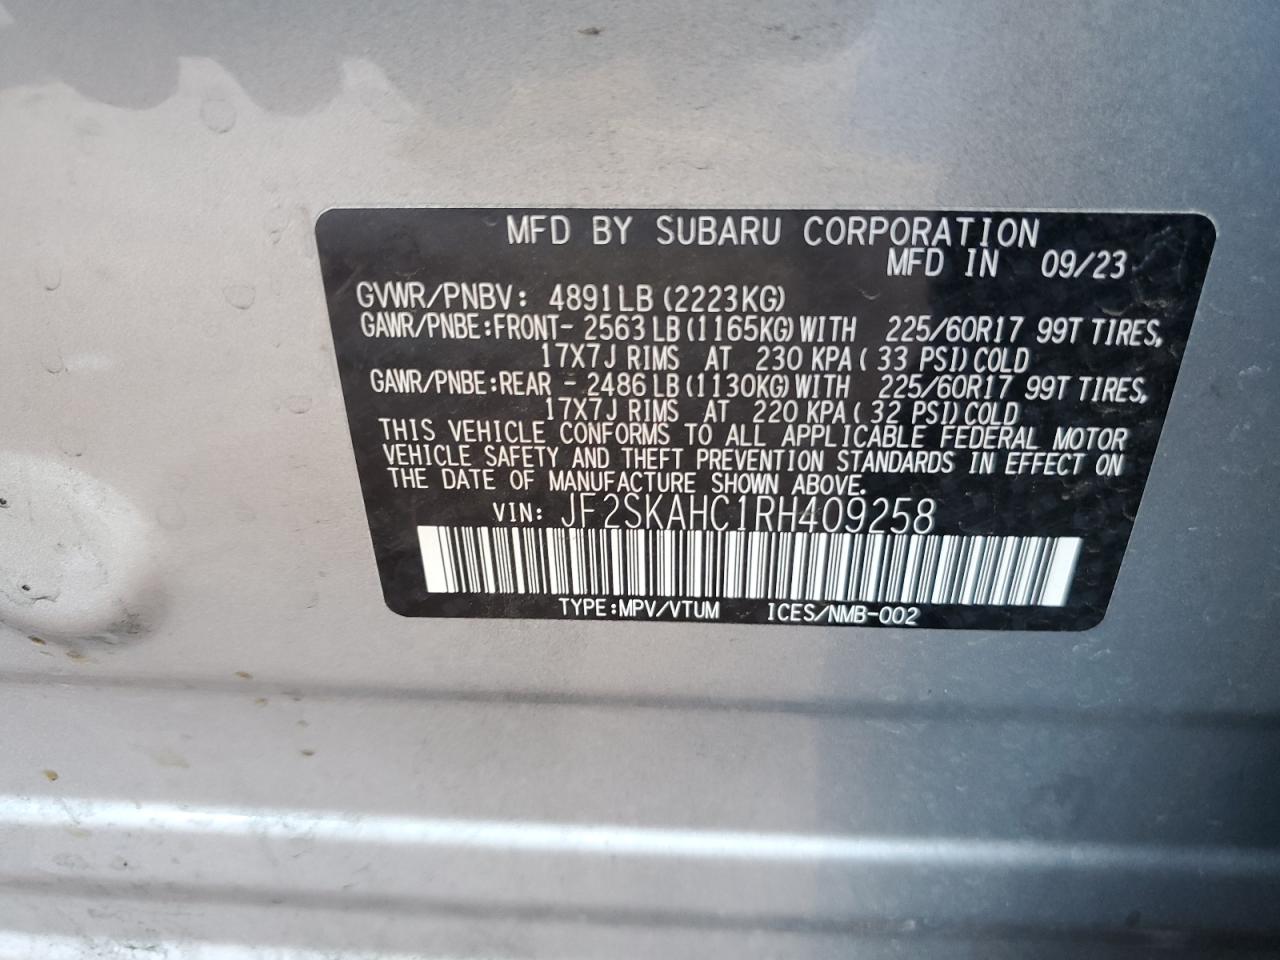 MFD BY SUBARU CORPORATION
MFD IN 09/23
GVWR/PNBV: 4891LB (2223KG)
GAWR/PNBE:FRONT- 2563 LB (1165KG) WITH 225/60R17 99T TIRES,
17X7J RIMS AT 230 KPA ( 33 PSI) COLD
GAWR/PNBE:REAR - 2486 LB (1130KG) WITH 225/60R17 99T TIRES,
17X7J RIMS AT 220 KPA ( 32 PSI) COLD
THIS VEHICLE CONFORMS TO ALL APPLICABLE FEDERAL MOTOR
VEHICLE SAFETY AND THEFT PREVENTION STANDARDS IN EFFECT ON
THE DATE OF MANUFACTURE SHOWN ABOVE.
VIN: JF2SKAHC1RH409258
TYPE:MPV/VTUM ICES/NMB-002